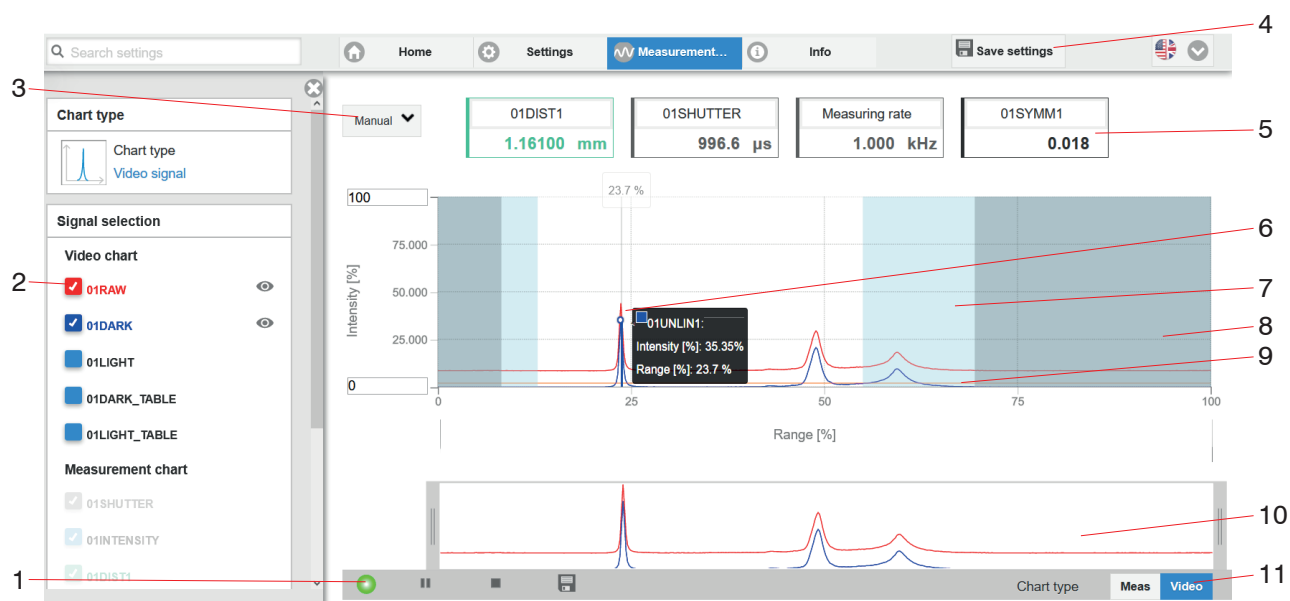 4
Search settings
Home
Settings
Measurement...
Info
Save settings
3
Chart type
Manual
01DIST1
01SHUTTER
Measuring rate
01SYMM1
5
1.16100 mm
996.6 µs
1.000 kHz
0.018
Chart type
Video signal
23.7 %
100
Signal selection
6
75.000
Video chart
2
01RAW
50.000
7
Intensity [%]
01DARK
01UNLIN1:
Intensity [%]: 35.35%
Range [%]: 23.7 %
8
25.000
9
01LIGHT
0
01DARK_TABLE
0
25
50
75
100
01LIGHT_TABLE
Range [%]
Measurement chart
01SHUTTER
10
01INTENSITY
01DIST1
1
Chart type
Meas
Video
11